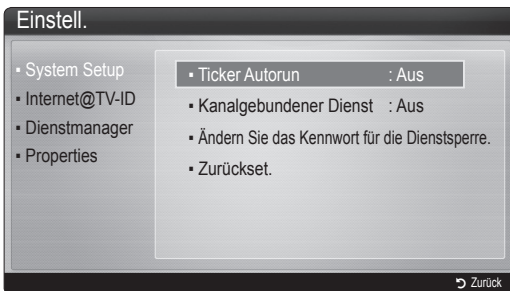 Einstell.
▪ System Setup
▪ Internet@TV-ID
▪ Dienstmanager
▪ Properties
▪ Ticker Autorun : Aus
▪ Kanalgebundener Dienst : Aus
▪ Ändern Sie das Kennwort für die Dienstsperre.
▪ Zurückset.
Zurück